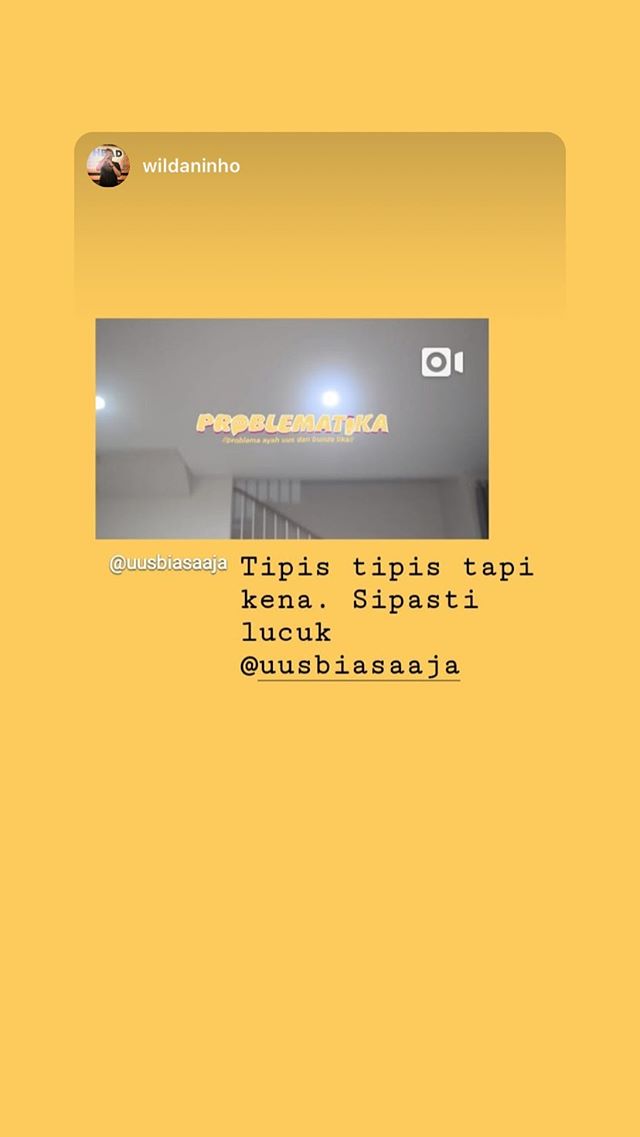 wildaninho
PROBLEMATIKA
//problema ayah uus dan bunda tika//
@uusbiasaaja
Tipis tipis tapi
kena. Sipasti
lucuk
@uusbiasaaja